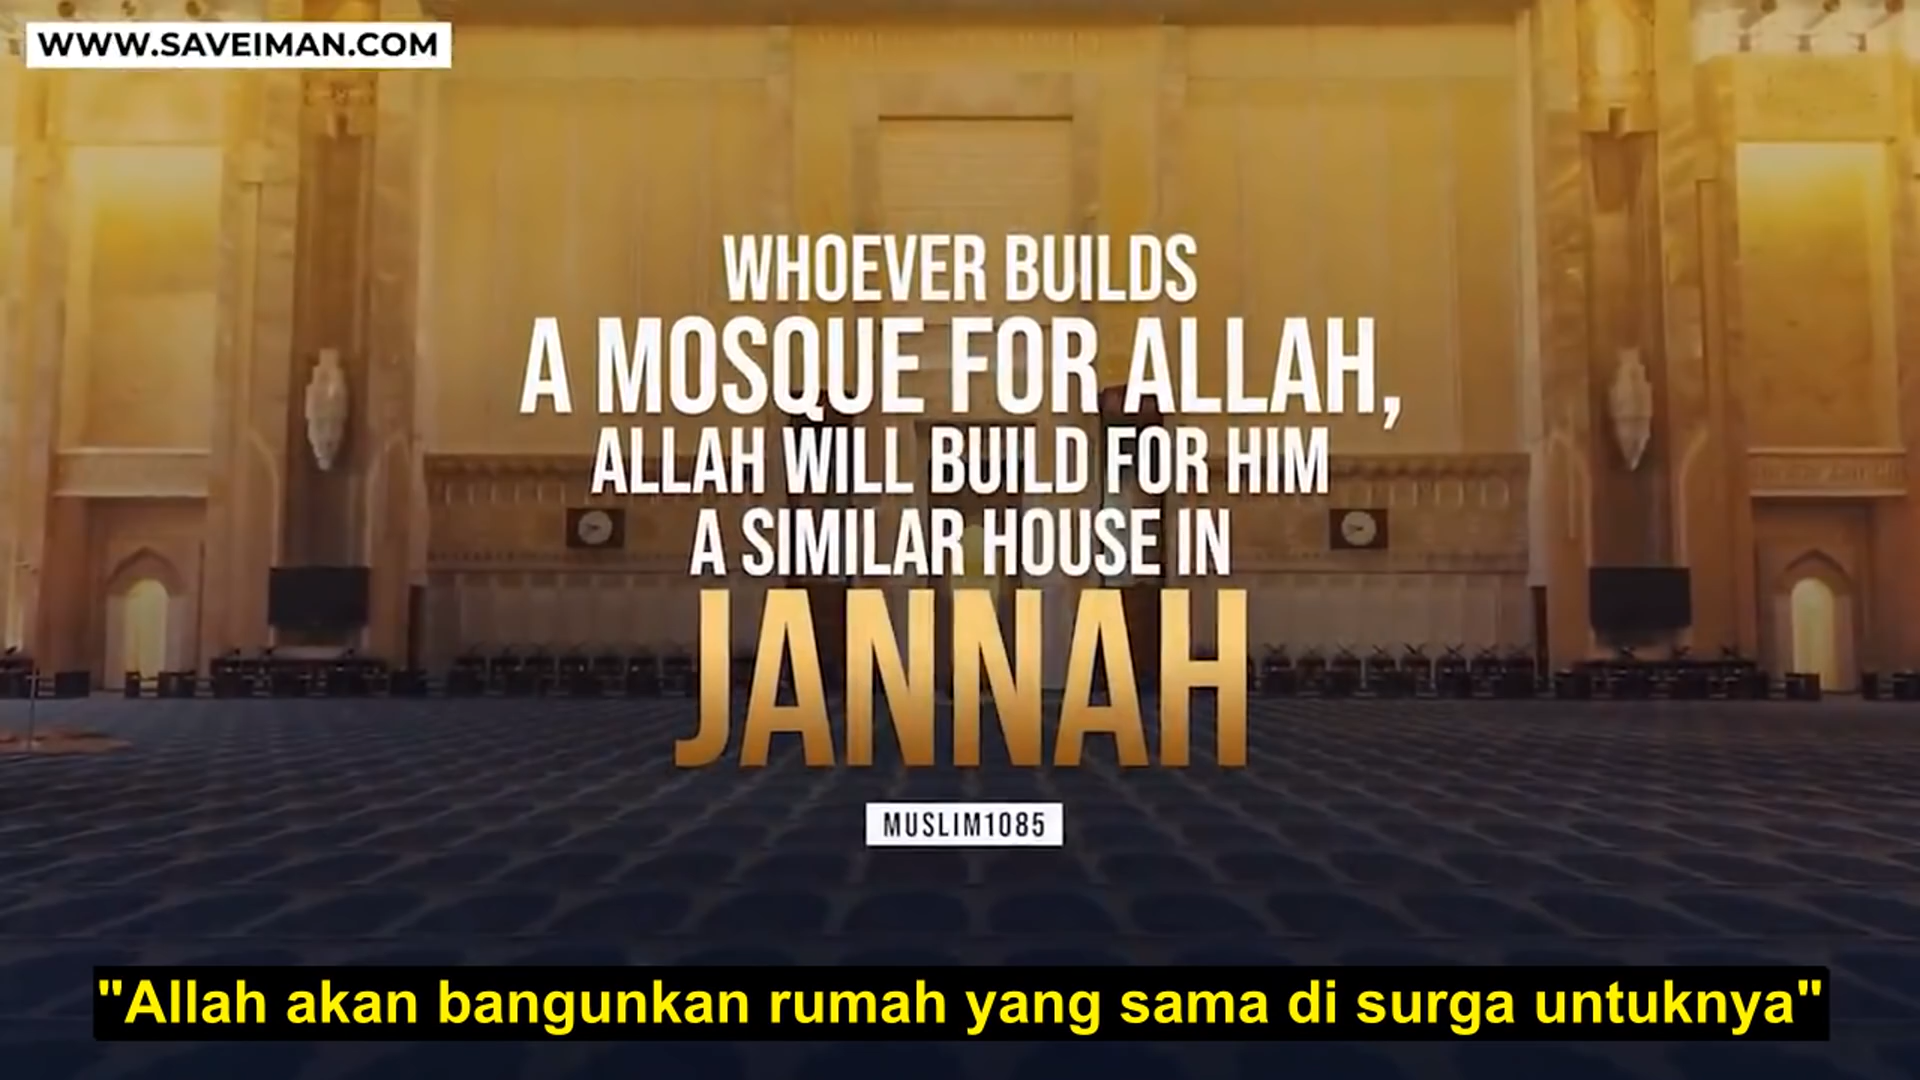 WWW.SAVEIMAN.COM
WHOEVER BUILDS
A MOSQUE FOR ALLAH,
ALLAH WILL BUILD FOR HIM
A SIMILAR HOUSE IN
JANNAH
MUSLIM1085
"Allah akan bangunkan rumah yang sama di surga untuknya"